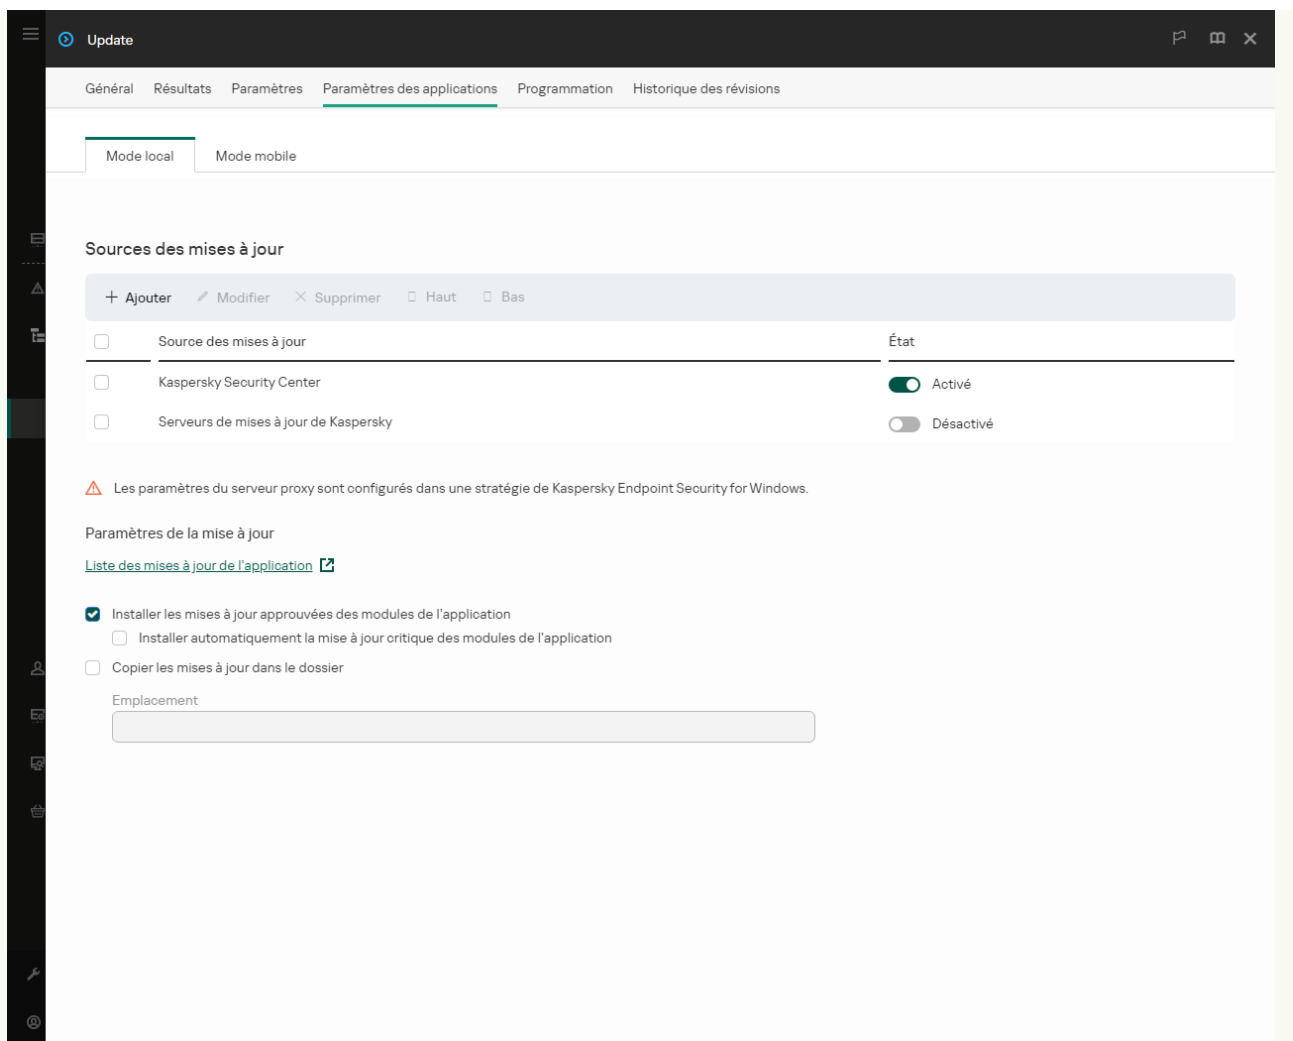 Update
Général Résultats Paramètres Paramètres des applications Programmation Historique des révisions
Mode local Mode mobile
Sources des mises à jour
Ajouter Modifier Supprimer Haut Bas
Source des mises à jour État
Kaspersky Security Center Activé
Serveurs de mises à jour de Kaspersky Désactivé
Les paramètres du serveur proxy sont configurés dans une stratégie de Kaspersky Endpoint Security for Windows.
Paramètres de la mise à jour
Liste des mises à jour de l'application
Installer les mises à jour approuvées des modules de l'application
Installer automatiquement la mise à jour critique des modules de l'application
Copier les mises à jour dans le dossier
Emplacement